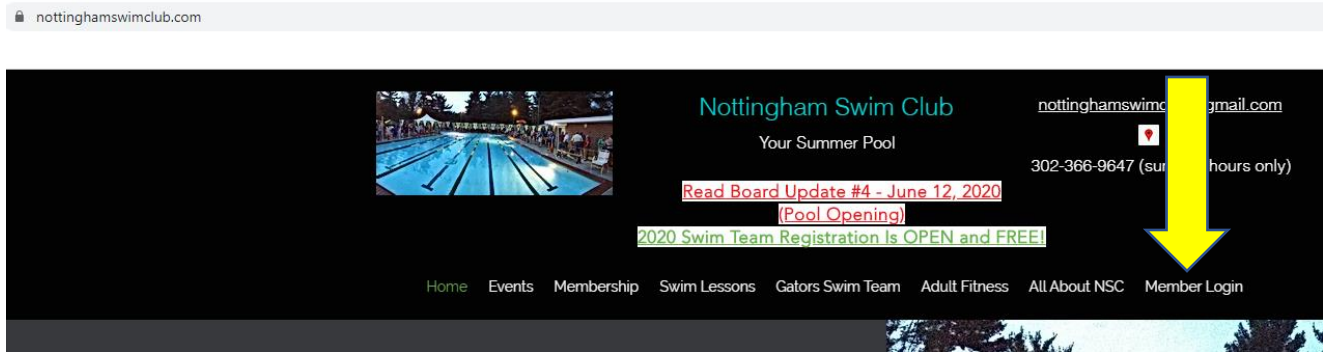 nottinghamswimclub.com
Nottingham Swim Club
Your Summer Pool
Read Board Update #4 - June 12, 2020
(Pool Opening)
2020 Swim Team Registration Is OPEN and FREE!
gmail.com
302-366-9647 hours only)
Home Events Membership Swim Lessons Gators Swim Team Adult Fitness All About NSC Member Login